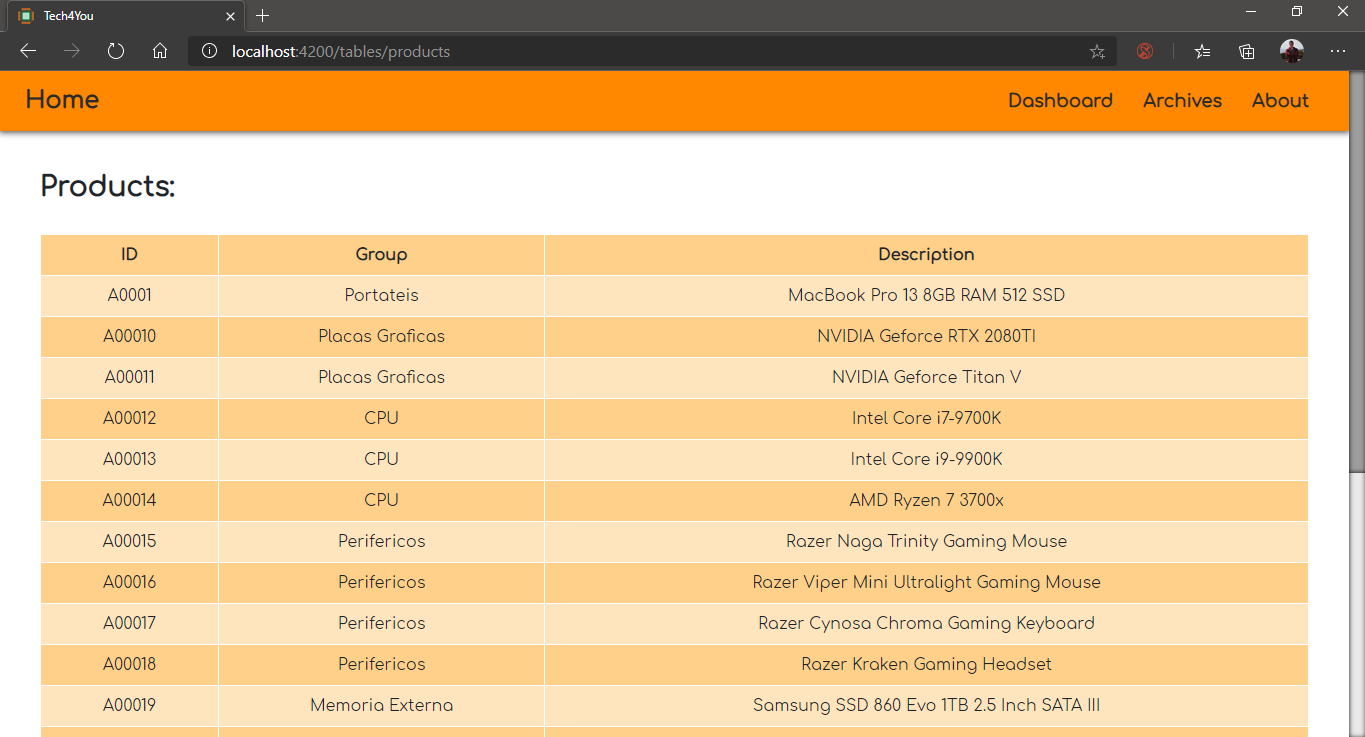 Tech4You
localhost:4200/tables/products
Home Dashboard Archives About
Products:
ID Group Description
A0001 Portateis MacBook Pro 13 8GB RAM 512 SSD
A00010 Placas Graficas NVIDIA Geforce RTX 2080TI
A00011 Placas Graficas NVIDIA Geforce Titan V
A00012 CPU Intel Core i7-9700K
A00013 CPU Intel Core i9-9900K
A00014 CPU AMD Ryzen 7 3700x
A00015 Perifericos Razer Naga Trinity Gaming Mouse
A00016 Perifericos Razer Viper Mini Ultralight Gaming Mouse
A00017 Perifericos Razer Cynosa Chroma Gaming Keyboard
A00018 Perifericos Razer Kraken Gaming Headset
A00019 Memoria Externa Samsung SSD 860 Evo 1TB 2.5 Inch SATA III